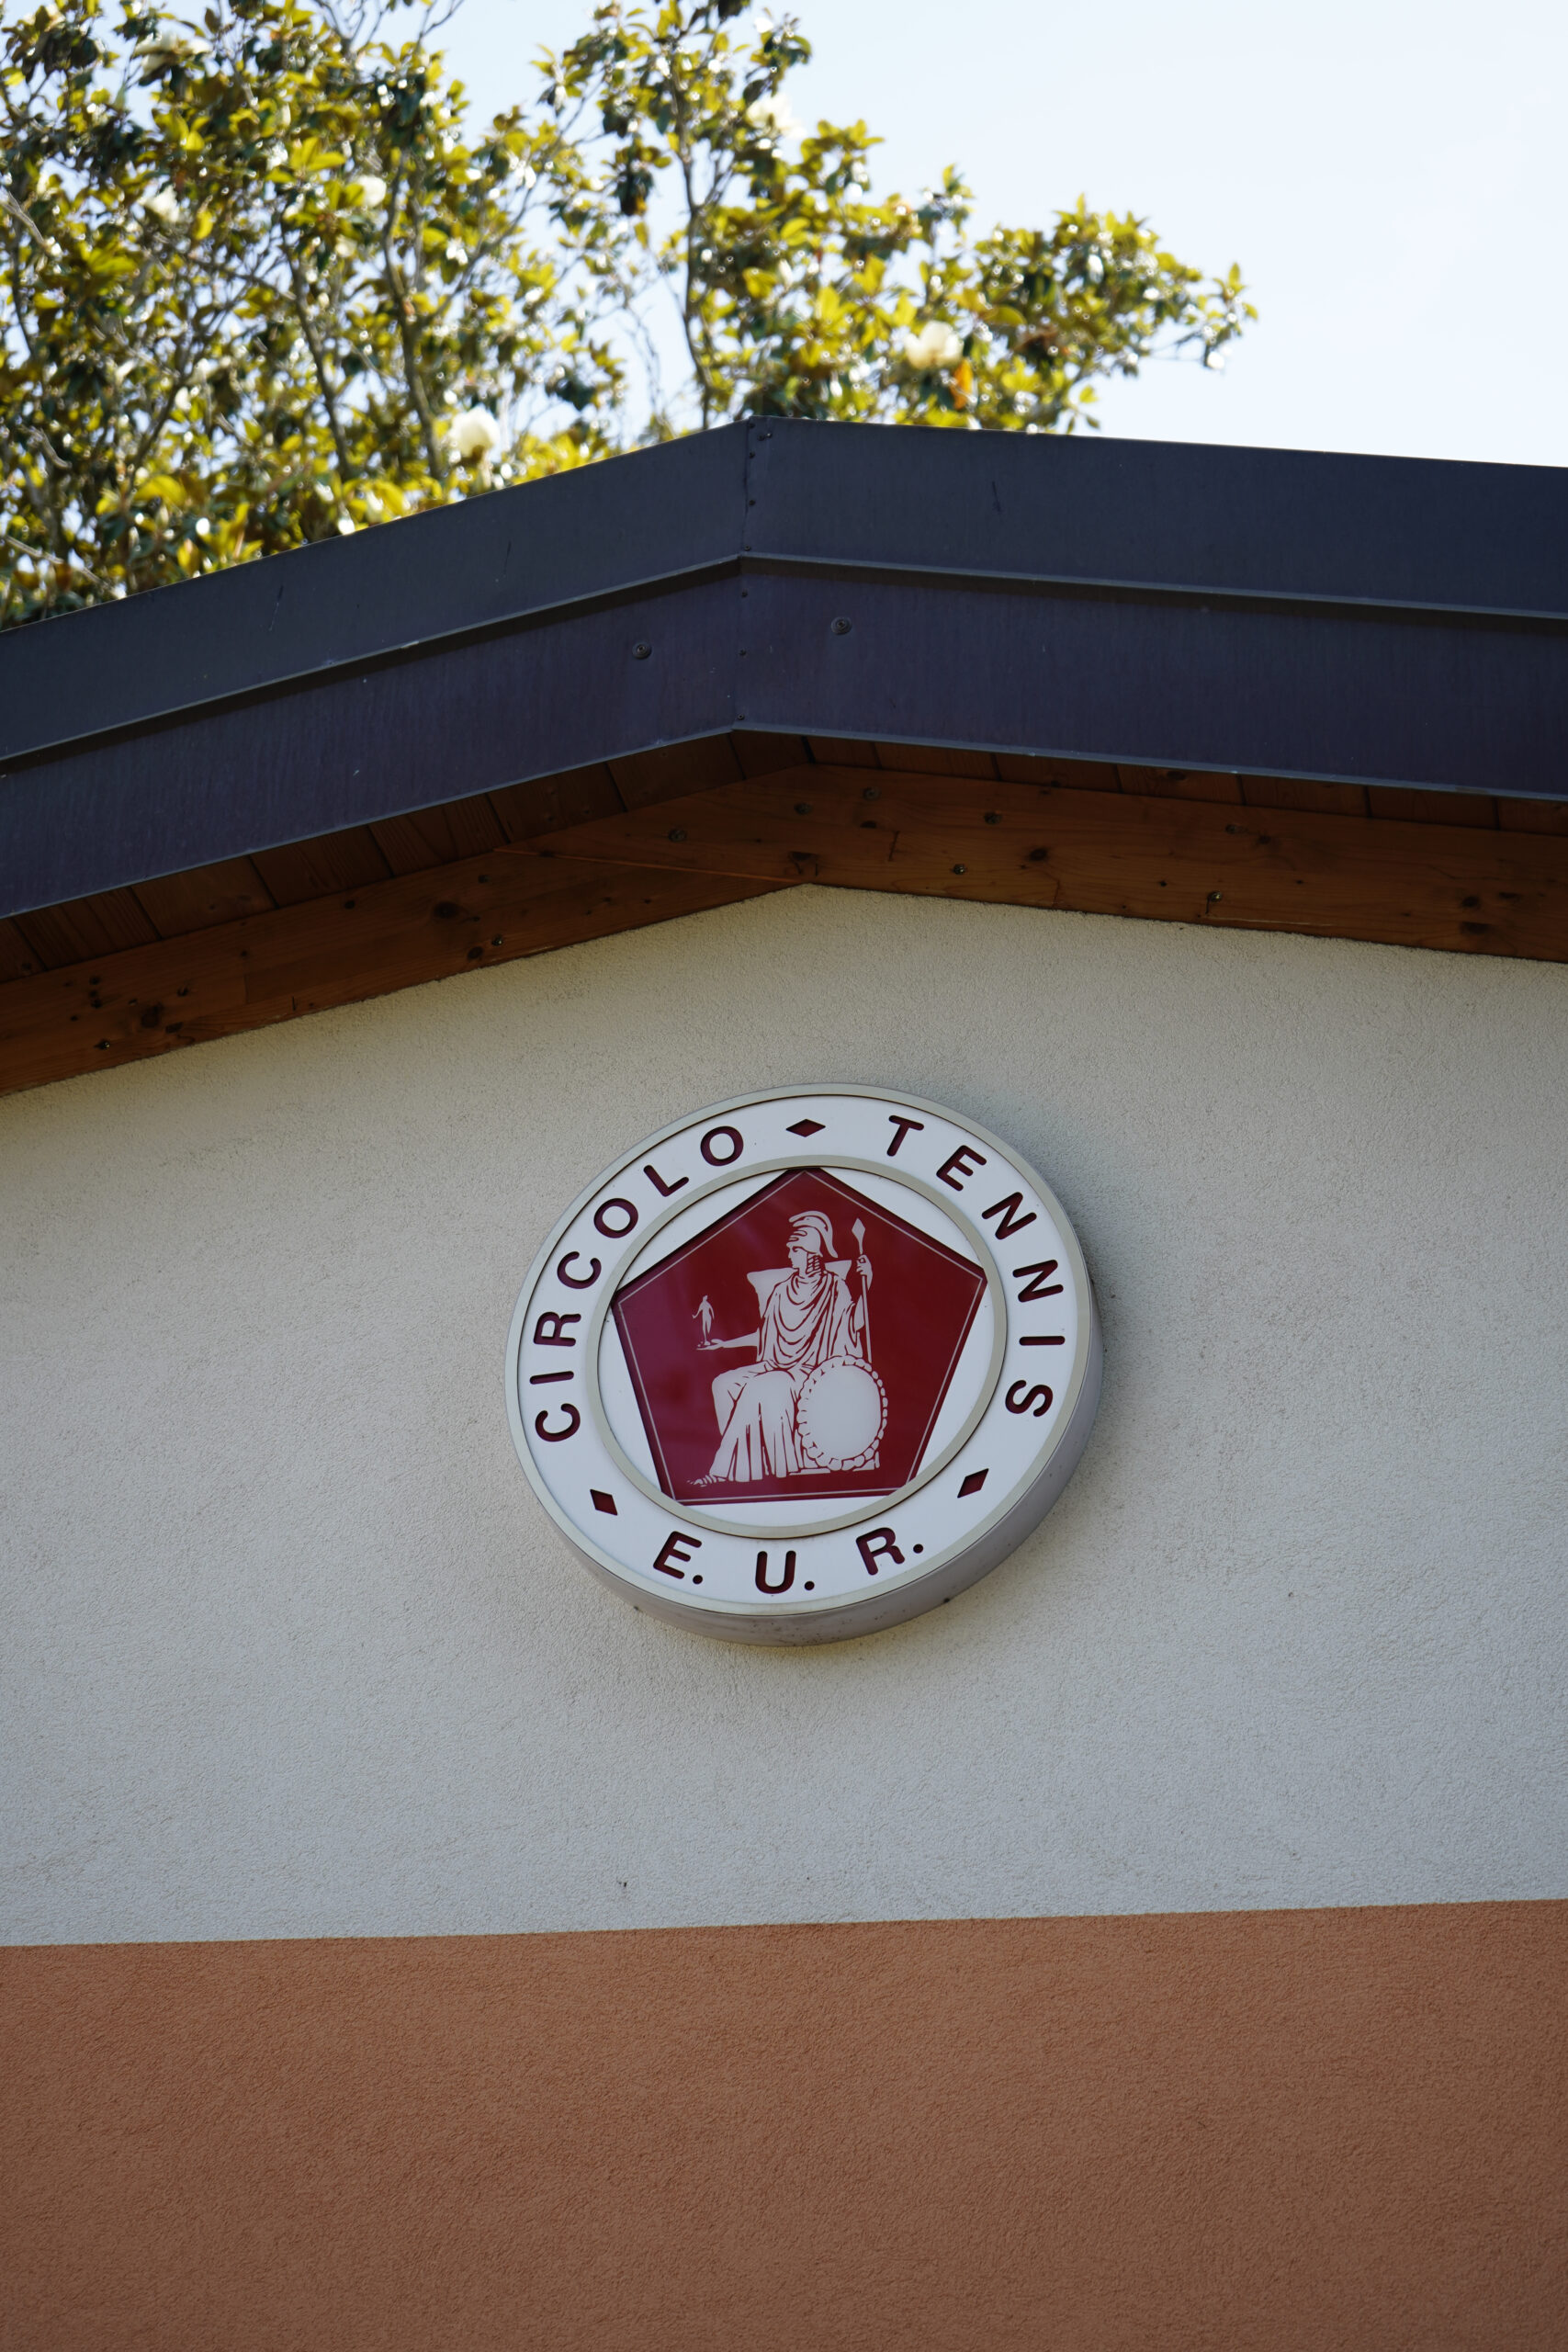 CIRCOLO ♦ TENNIS
♦ E. U. R. ♦